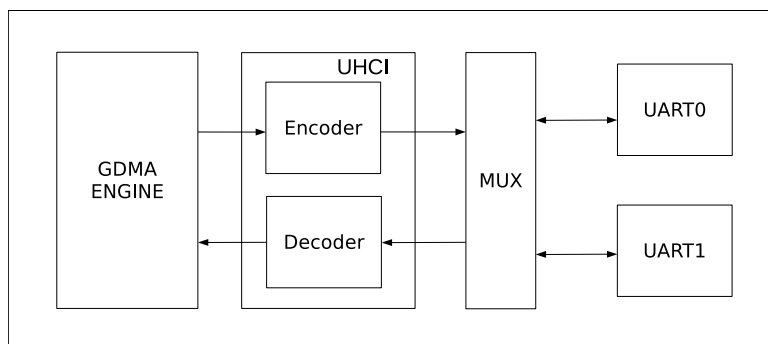 UHCI
Encoder
UART0
GDMA
ENGINE
MUX
Decoder
UART1